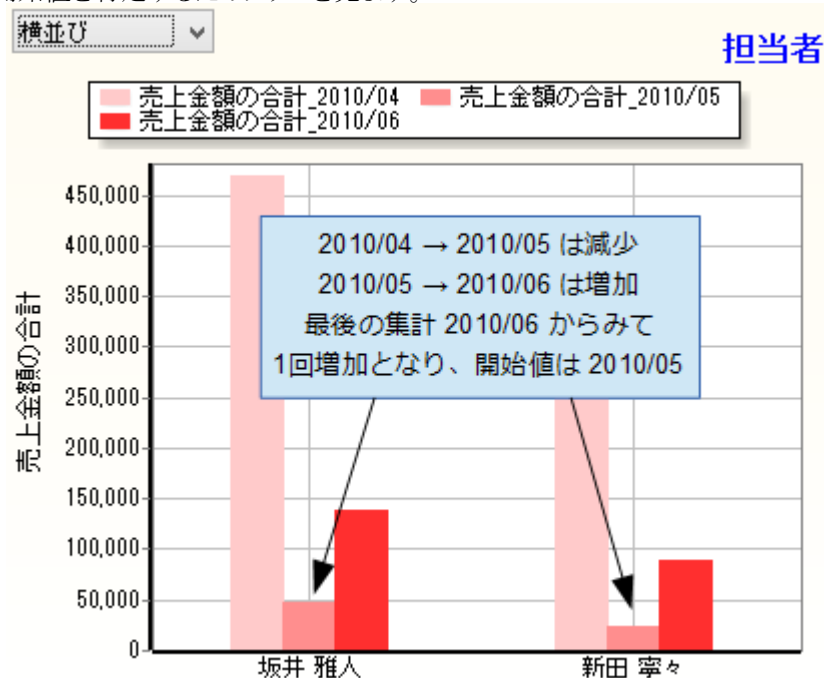 横並び
担当者
売上金額の合計_2010/04 売上金額の合計_2010/05
売上金額の合計_2010/06
450,000
400,000
350,000
300,000
250,000
200,000
150,000
100,000
50,000
0
売上金額の合計
2010/04 → 2010/05 は減少
2010/05 → 2010/06 は増加
最後の集計 2010/06 からみて
1回増加となり、開始値は 2010/05
坂井 雅人
新田 寧々